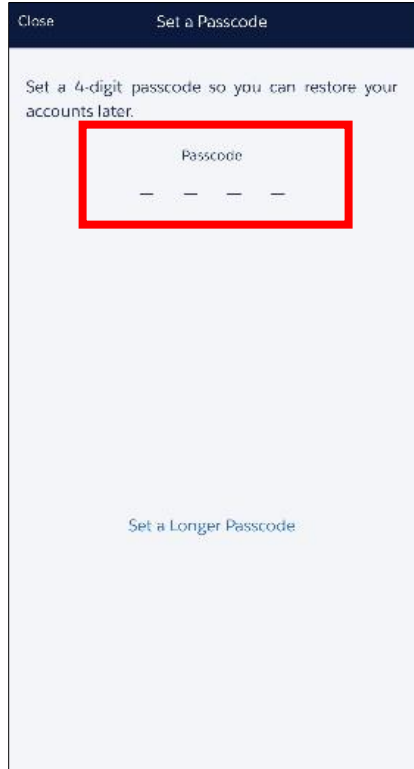 Close Set a Passcode
Set a 4-digit passcode so you can restore your
accounts later.
Passcode
_ _ _ _
Set a Longer Passcode